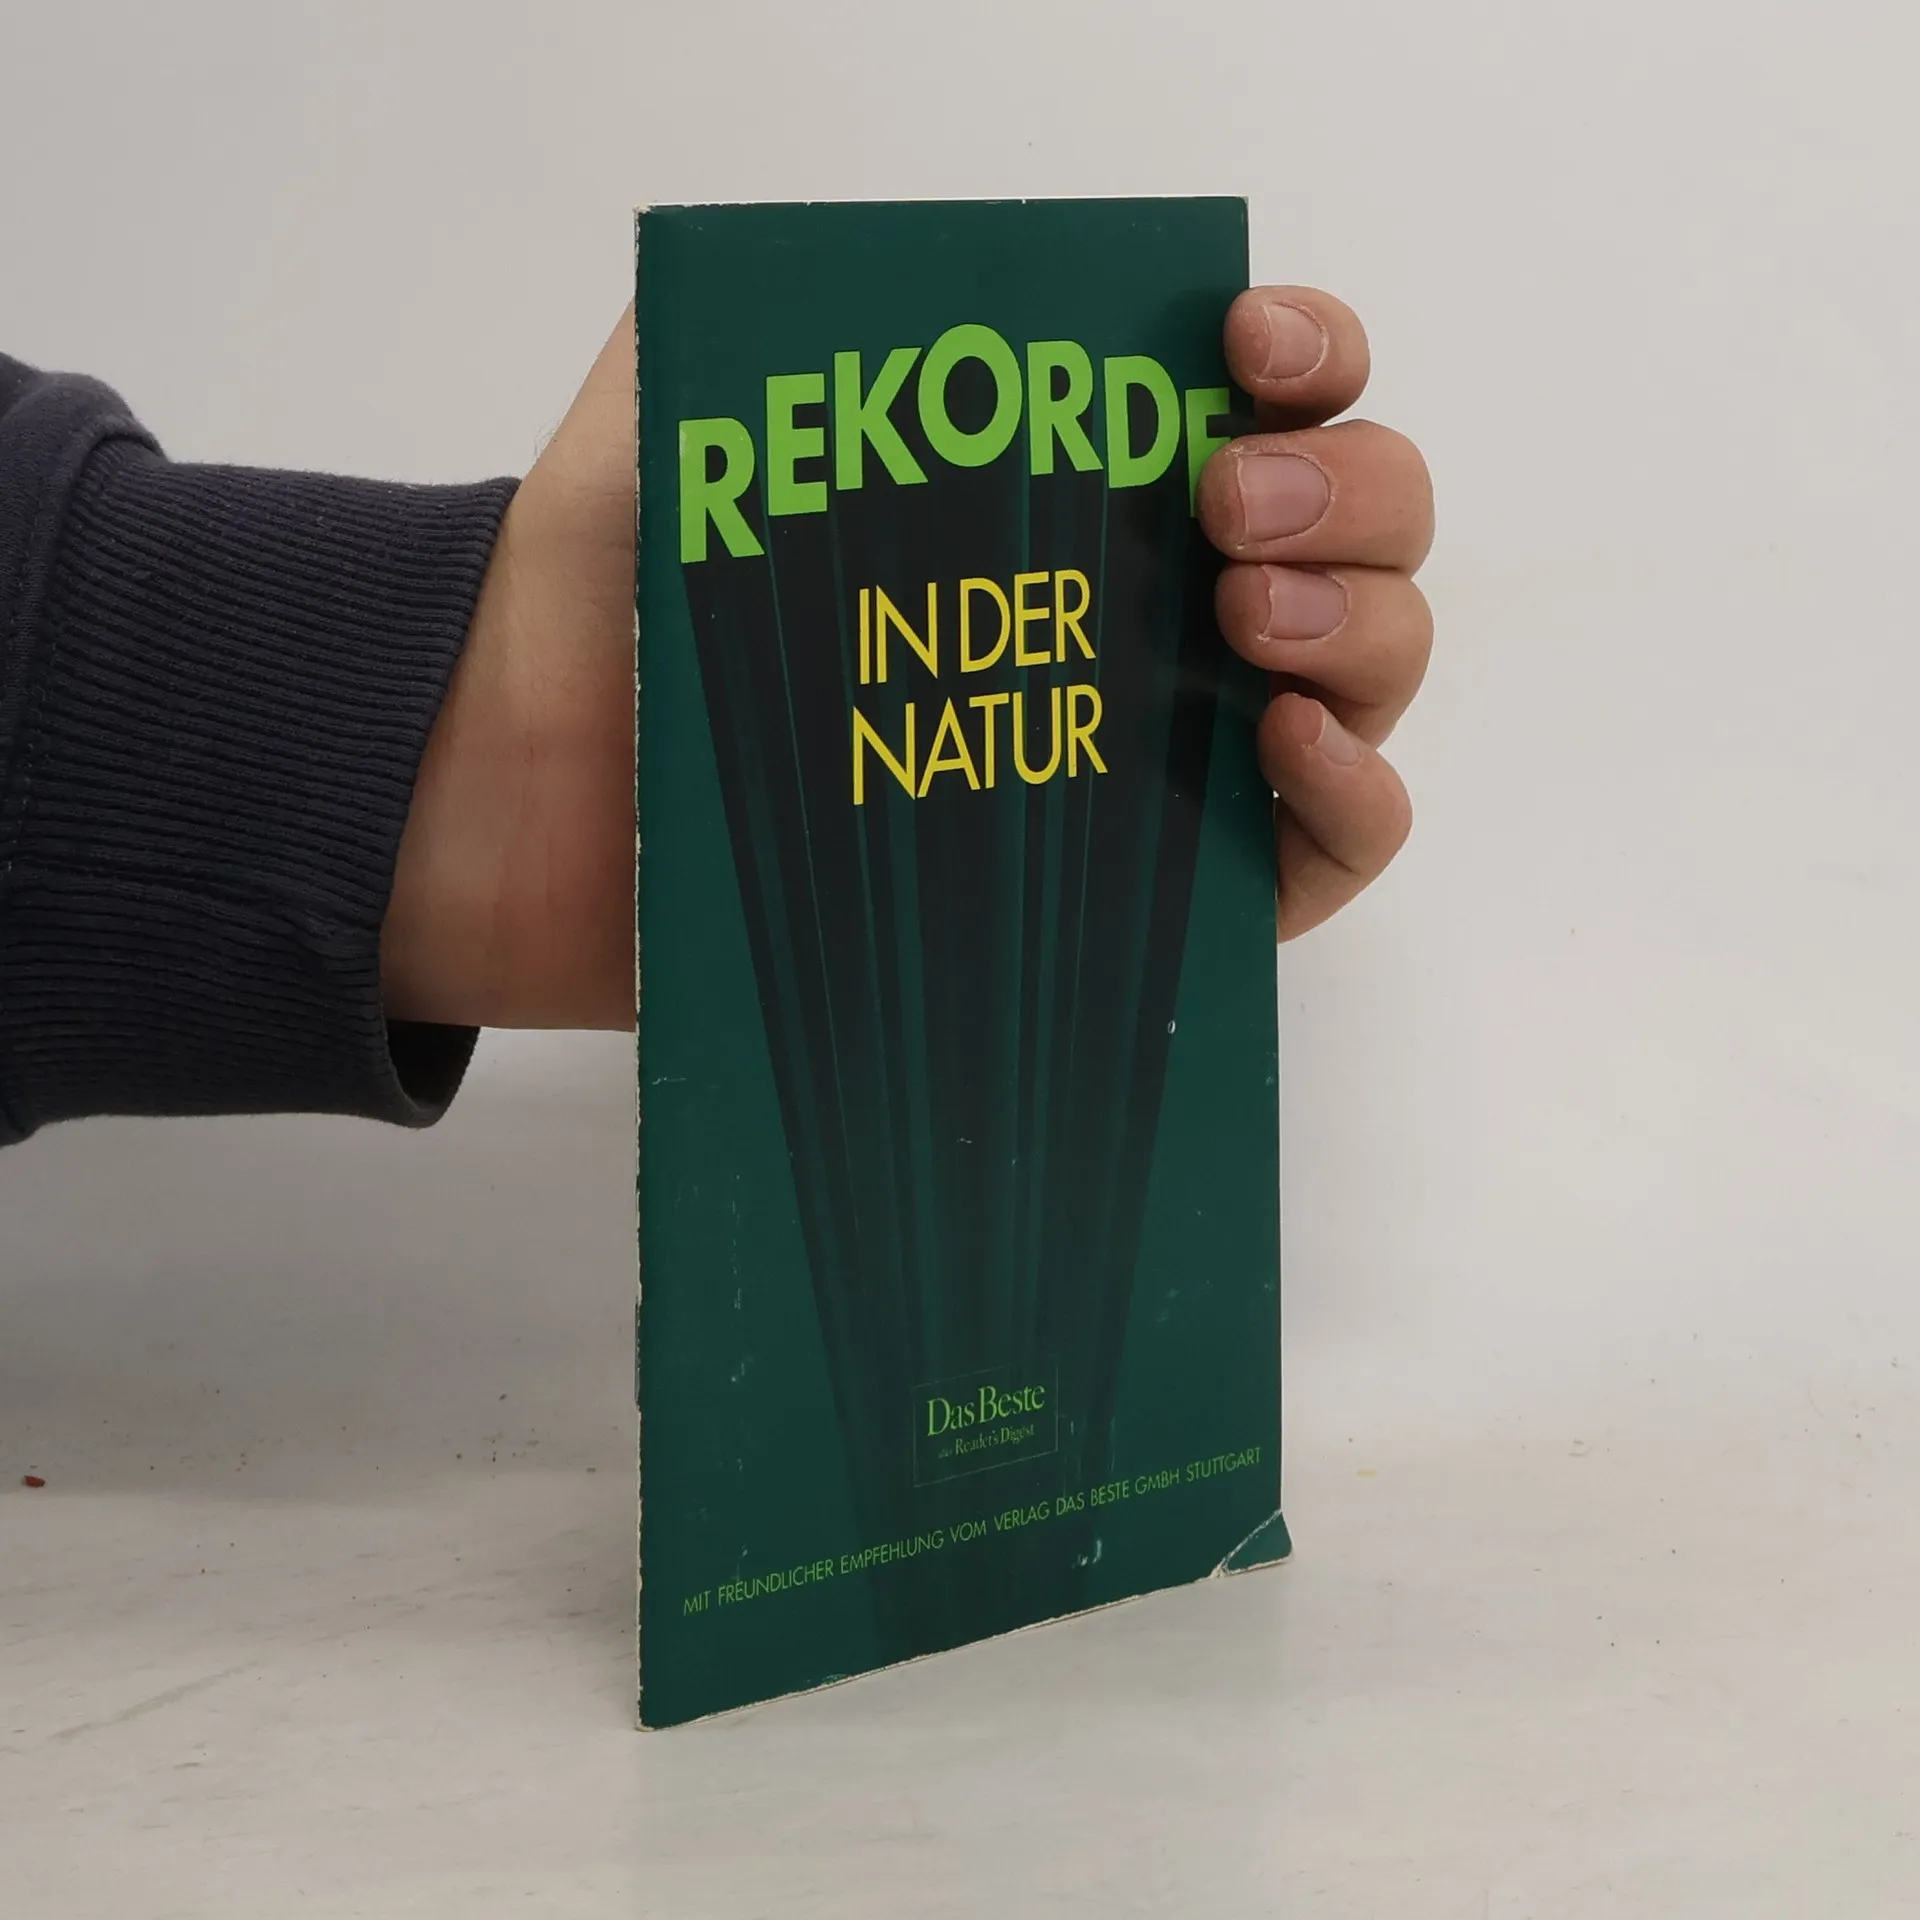 REKORDE
IN DER
NATUR
Das Beste
aus Reader's Digest
MIT FREUNDLICHER EMPFEHLUNG VOM VERLAG DAS BESTE GMBH STUTTGART